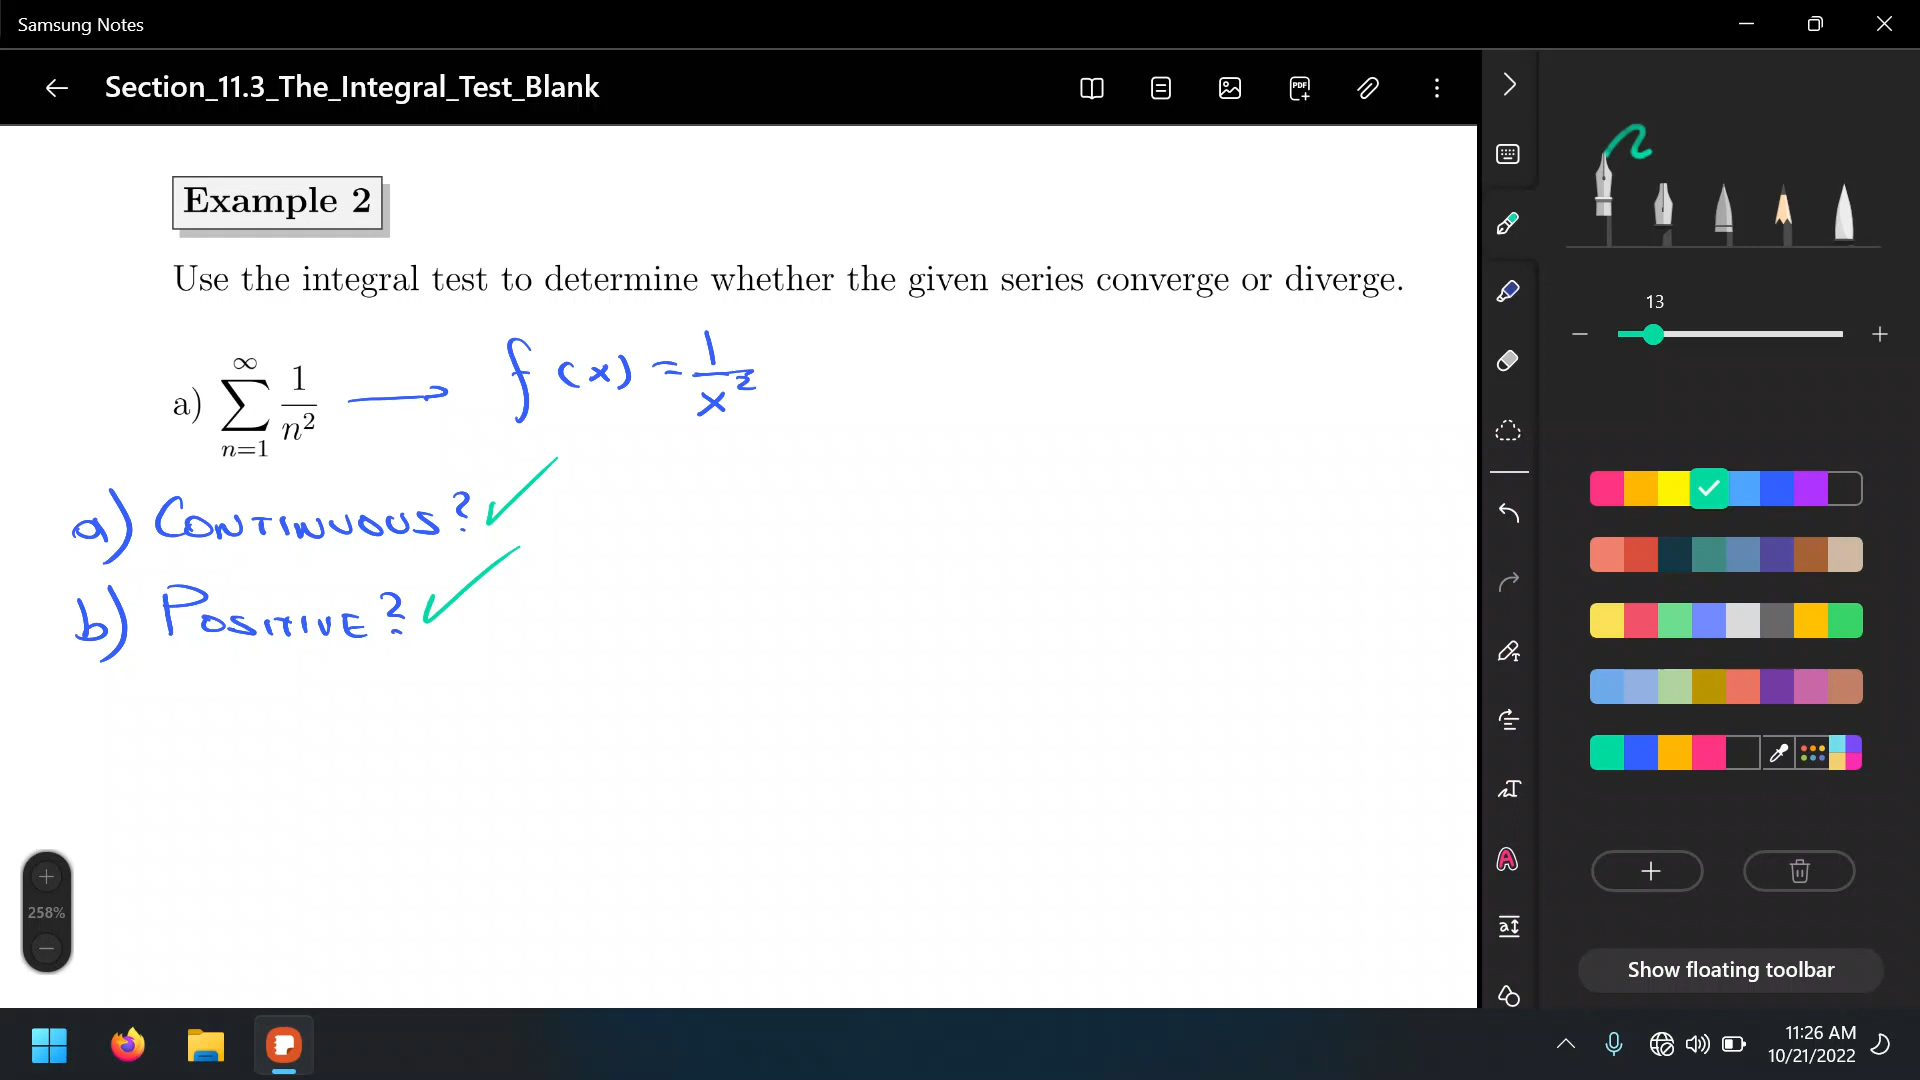 Samsung Notes
Section_11.3_The_Integral_Test_Blank
Example 2
Use the integral test to determine whether the given series converge or diverge.
a) ∑_{n=1}^{∞} 1/n² → f(x) = 1/x²
a) CONTINUOUS? ✓
b) POSITIVE? ✓
13
PDF
258%
Show floating toolbar
11:26 AM
10/21/2022